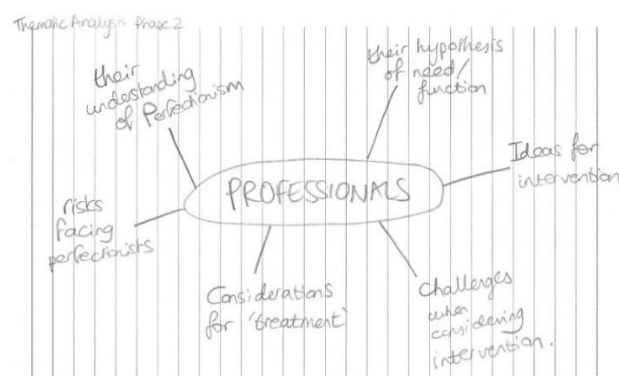 Thematic Analysis Phase 2
their
understanding
of Perfectionism
their hypothesis
of need/
function
Ideas for
intervention
PROFESSIONALS
risks
facing
perfectionists
Considerations
for 'treatment'
challenges
when
considering
intervention.